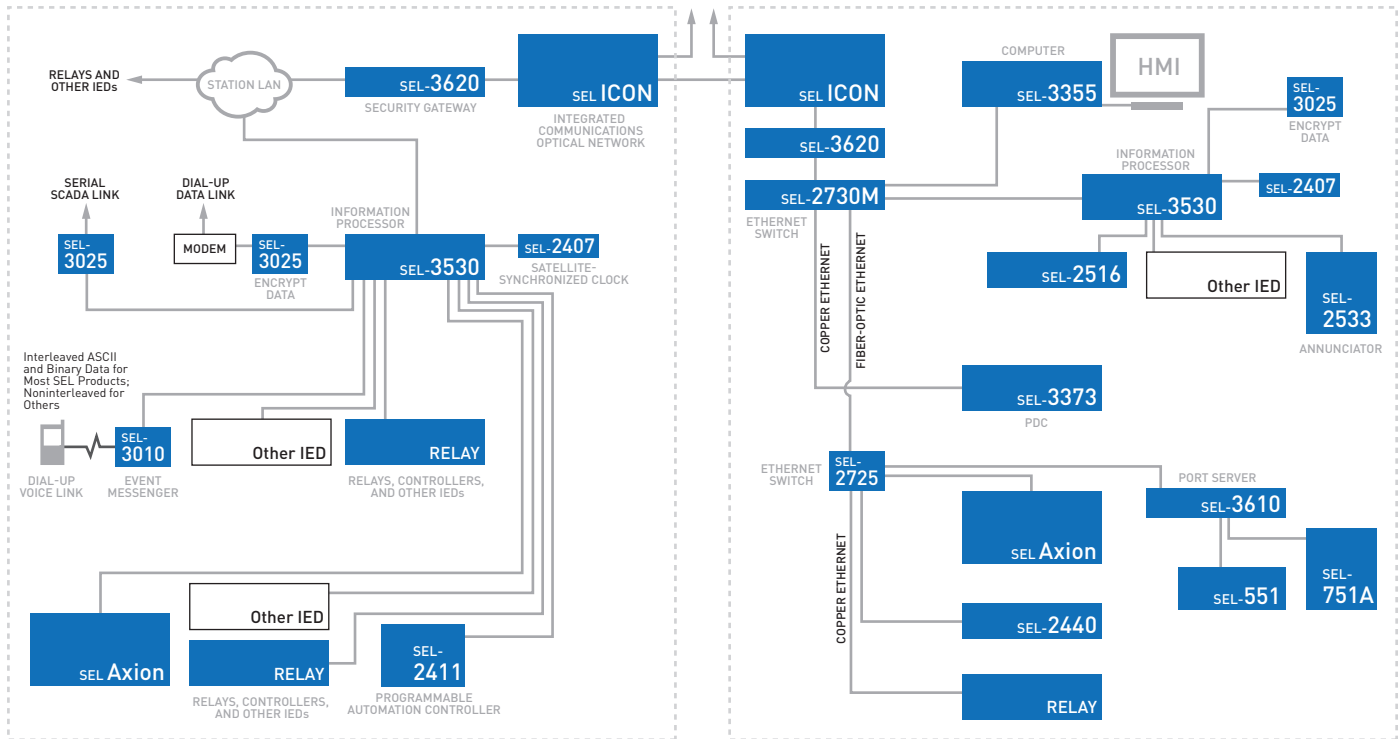 RELAYS AND
OTHER IEDs
STATION LAN
SEL-3620
SECURITY GATEWAY
SEL ICON
INTEGRATED
COMMUNICATIONS
OPTICAL NETWORK
SERIAL
SCADA LINK
DIAL-UP
DATA LINK
SEL-
3025
MODEM
SEL-
3025
ENCRYPT
DATA
INFORMATION
PROCESSOR
SEL-3530
SEL-2407
SATELLITE-
SYNCHRONIZED CLOCK
Interleaved ASCII
and Binary Data for
Most SEL Products;
Noninterleaved for
Others
DIAL-UP
VOICE LINK
SEL-
3010
EVENT
MESSENGER
Other IED
RELAY
RELAYS, CONTROLLERS,
AND OTHER IEDs
SEL Axion
Other IED
RELAY
RELAYS, CONTROLLERS,
AND OTHER IEDs
SEL-
2411
PROGRAMMABLE
AUTOMATION CONTROLLER
SEL ICON
SEL-3620
SEL-2730M
ETHERNET
SWITCH
COMPUTER
SEL-3355
HMI
SEL-
3025
ENCRYPT
DATA
INFORMATION
PROCESSOR
SEL-3530
SEL-2407
SEL-2516
Other IED
SEL-
2533
ANNUNCIATOR
COPPER ETHERNET
FIBER-OPTIC ETHERNET
SEL-3373
PDC
ETHERNET
SWITCH
SEL-
2725
PORT SERVER
SEL-3610
SEL Axion
SEL-551
SEL-
751A
COPPER ETHERNET
SEL-2440
RELAY